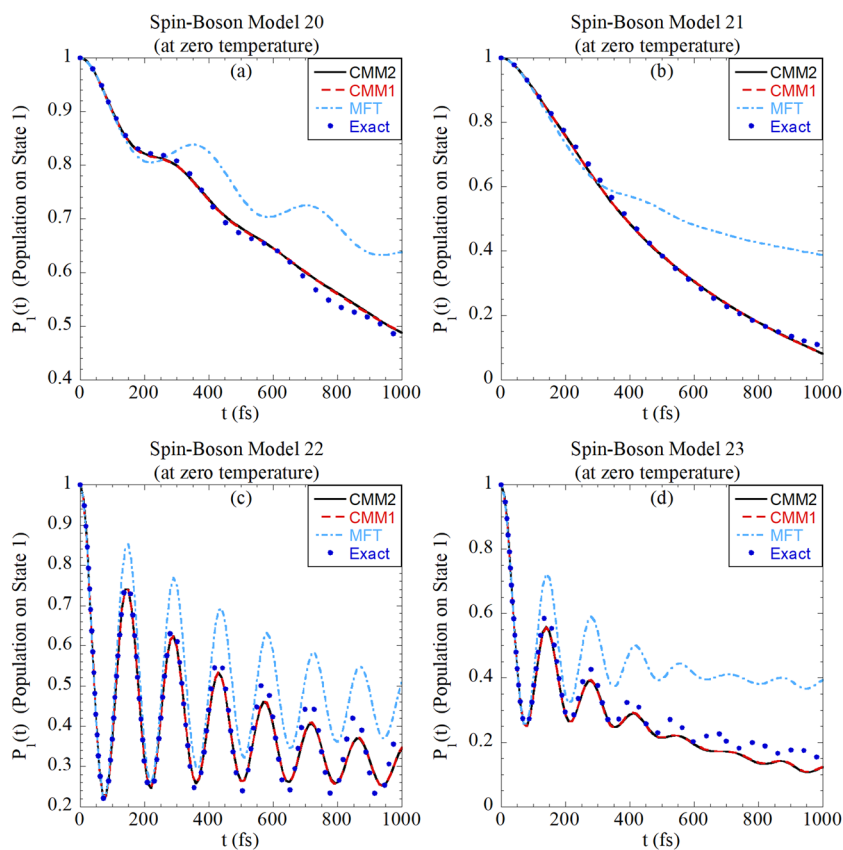 Spin-Boson Model 20
(at zero temperature)
(a)
CMM2
CMM1
MFT
Exact
1
0.9
0.8
0.7
0.6
0.5
0.4
P1(t) (Population on State 1)
0 200 400 600 800 1000
t (fs)
Spin-Boson Model 21
(at zero temperature)
(b)
CMM2
CMM1
MFT
Exact
1
0.8
0.6
0.4
0.2
0
P1(t) (Population on State 1)
0 200 400 600 800 1000
t (fs)
Spin-Boson Model 22
(at zero temperature)
(c)
CMM2
CMM1
MFT
Exact
1
0.9
0.8
0.7
0.6
0.5
0.4
0.3
0.2
P1(t) (Population on State 1)
0 200 400 600 800 1000
t (fs)
Spin-Boson Model 23
(at zero temperature)
(d)
CMM2
CMM1
MFT
Exact
1
0.8
0.6
0.4
0.2
0
P1(t) (Population on State 1)
0 200 400 600 800 1000
t (fs)